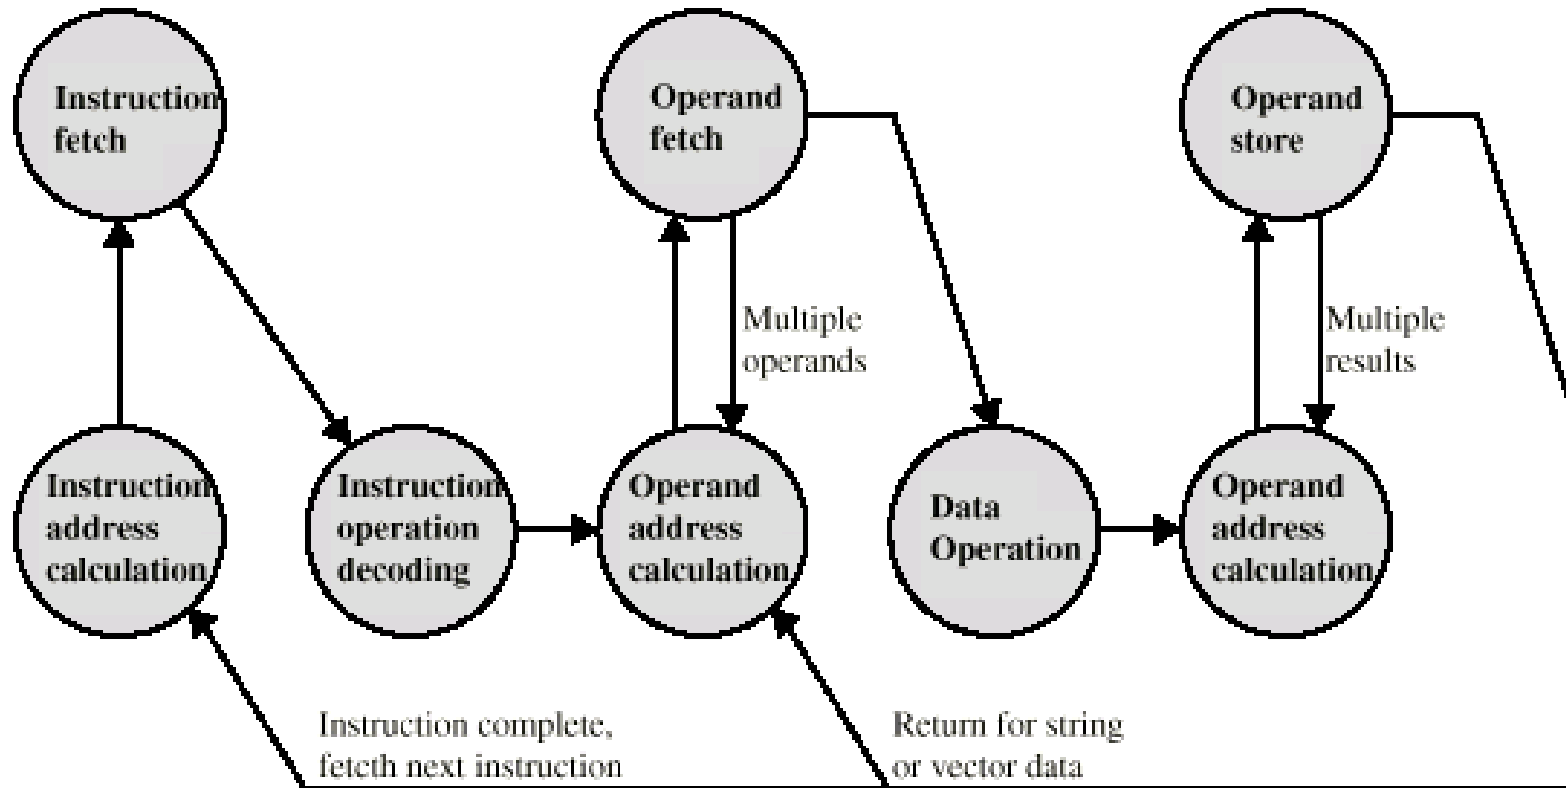 Instruction
fetch
Operand
fetch
Operand
store
Multiple
operands
Multiple
results
Instruction
address
calculation
Instruction
operation
decoding
Operand
address
calculation
Data
Operation
Operand
address
calculation
Instruction complete,
fetcth next instruction
Return for string
or vector data